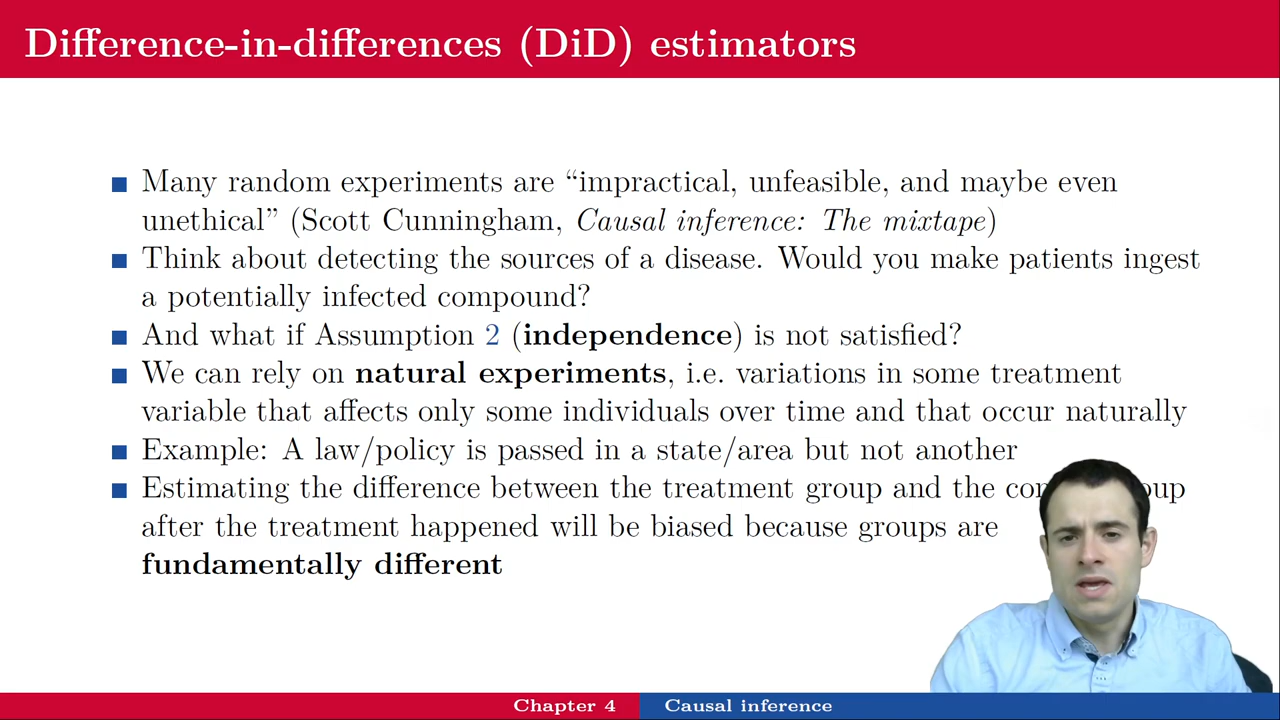 Difference-in-differences (DiD) estimators
Many random experiments are “impractical, unfeasible, and maybe even
unethical” (Scott Cunningham, Causal inference: The mixtape)
Think about detecting the sources of a disease. Would you make patients ingest
a potentially infected compound?
And what if Assumption 2 (independence) is not satisfied?
We can rely on natural experiments, i.e. variations in some treatment
variable that affects only some individuals over time and that occur naturally
Example: A law/policy is passed in a state/area but not another
Estimating the difference between the treatment group and the
after the treatment happened will be biased because groups are
fundamentally different
Chapter 4
Causal inference